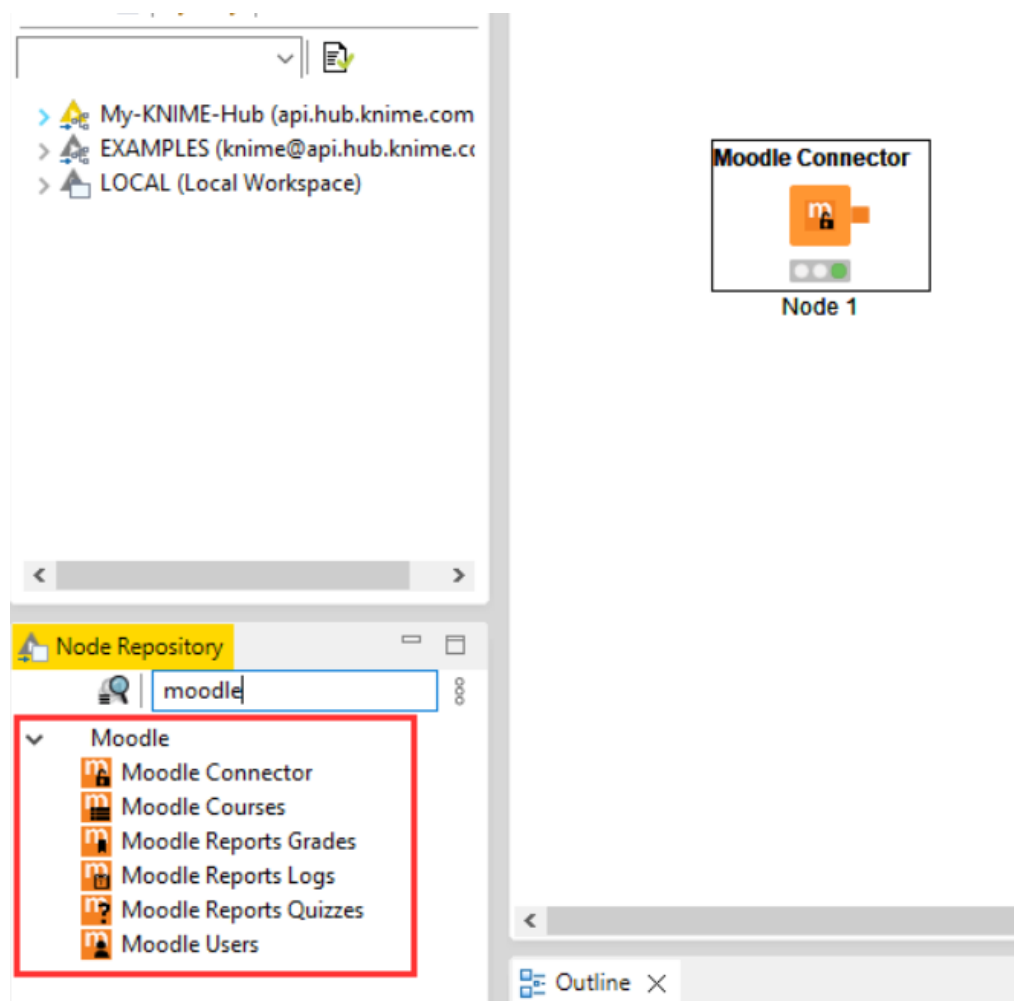 My-KNIME-Hub (api.hub.knime.com
EXAMPLES (knime@api.hub.knime.co
LOCAL (Local Workspace)
Moodle Connector
Node 1
Node Repository
moodle
Moodle
Moodle Connector
Moodle Courses
Moodle Reports Grades
Moodle Reports Logs
Moodle Reports Quizzes
Moodle Users
Outline